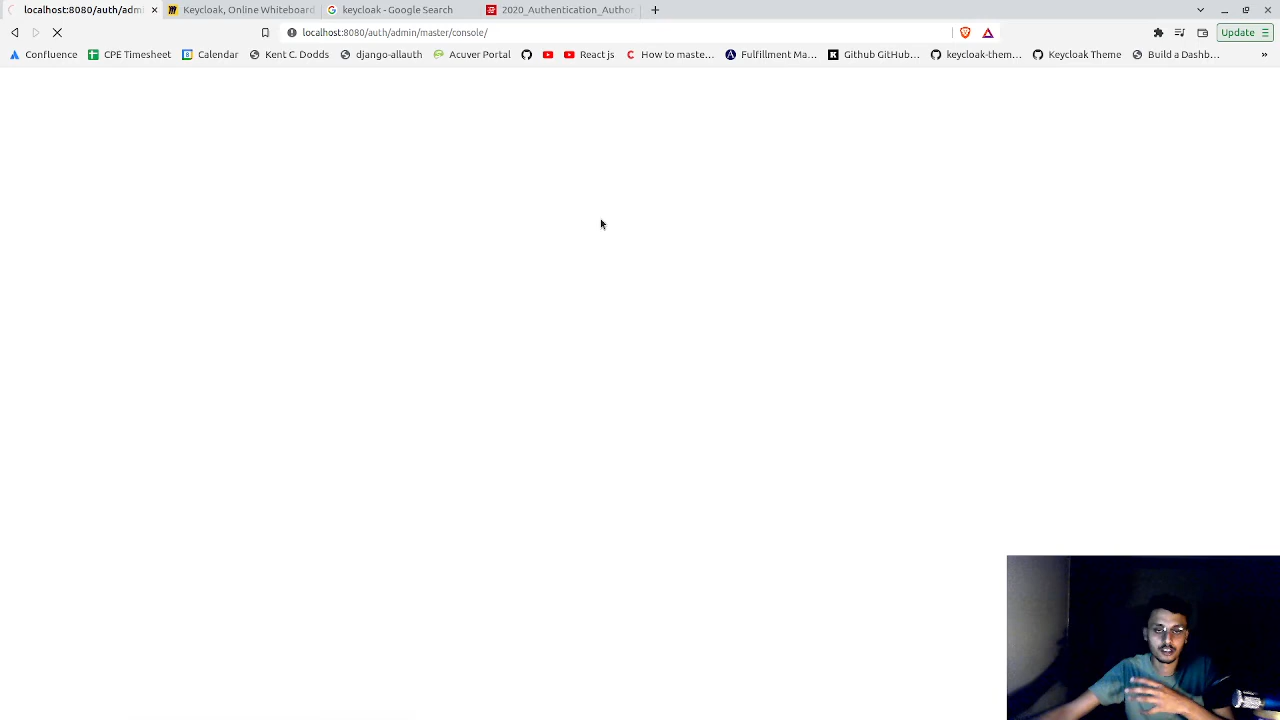 localhost:8080/auth/admi
Keycloak, Online Whiteboard
keycloak - Google Search
2020_Authentication_Author
localhost:8080/auth/admin/master/console/
Update
Confluence
CPE Timesheet
Calendar
Kent C. Dodds
django-allauth
Acuver Portal
React js
How to maste...
Fulfillment Ma...
Github GitHub...
keycloak-them...
Keycloak Theme
Build a Dashb...